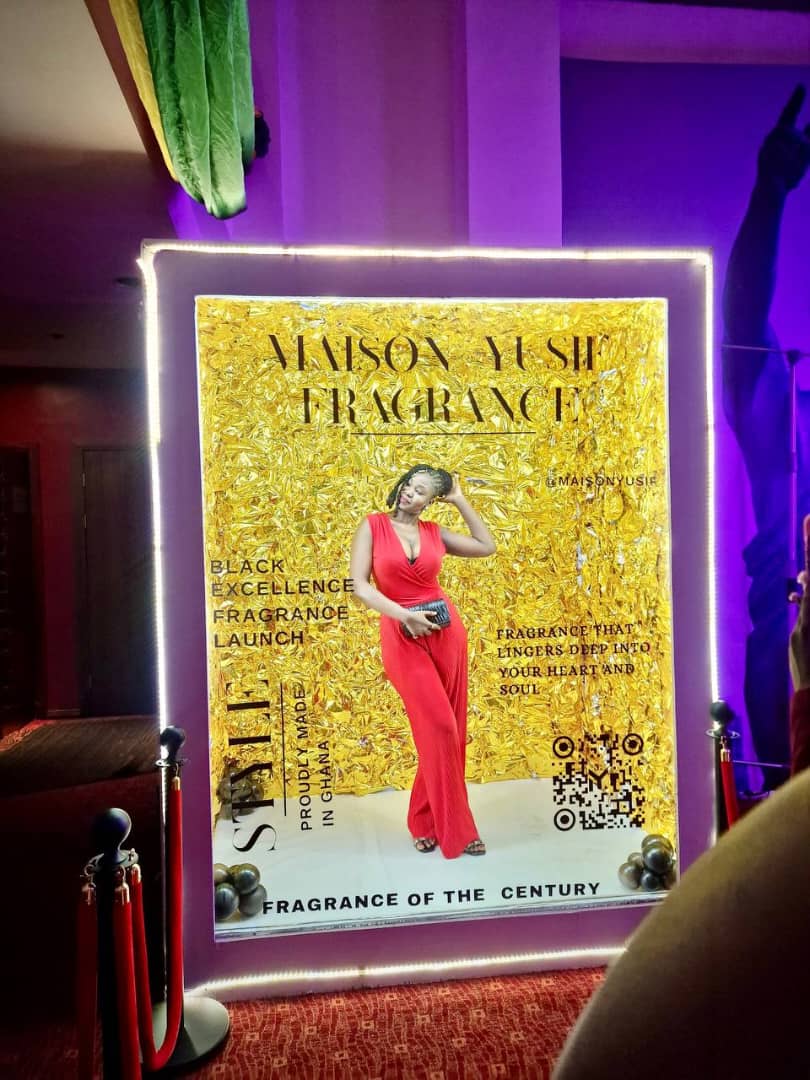 MAISON YUSIF
FRAGRANCE
@MAISONYUSIF
BLACK
EXCELLENCE
FRAGRANCE
LAUNCH
FRAGRANCE THAT
LINGERS DEEP INTO
YOUR HEART AND
SOUL
STYLE
PROUDLY MADE
IN GHANA
FRAGRANCE OF THE CENTURY